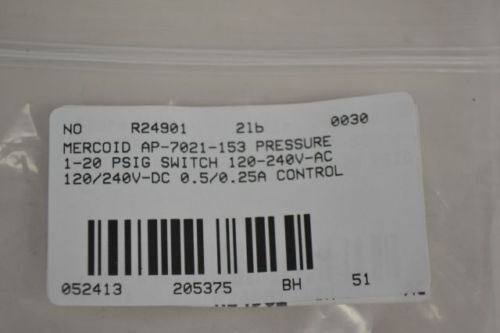 NO R24901 2lb 0030
MERCOID AP-7021-153 PRESSURE
1-20 PSIG SWITCH 120-240V-AC
120/240V-DC 0.5/0.25A CONTROL
052413 205375 BH 51